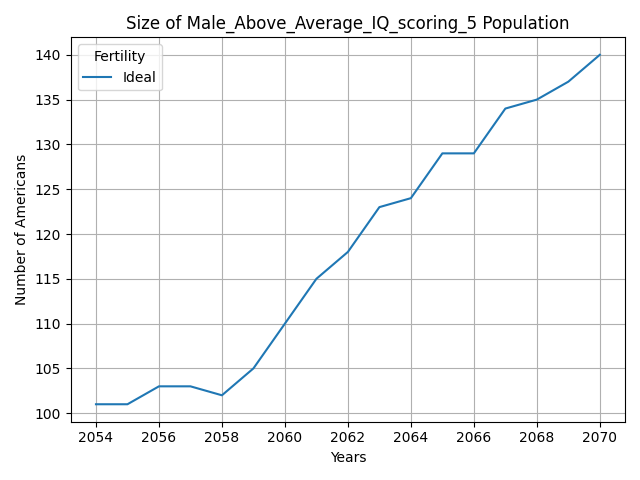 Size of Male_Above_Average_IQ_scoring_5 Population
Fertility
Ideal
Number of Americans
140
135
130
125
120
115
110
105
100
2054 2056 2058 2060 2062 2064 2066 2068 2070
Years